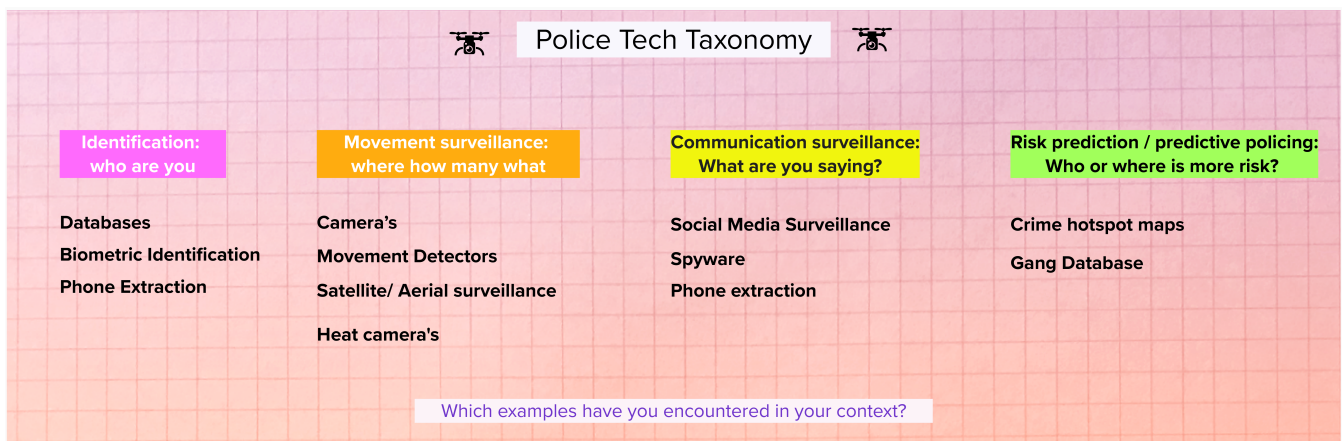 Police Tech Taxonomy
Identification:
who are you
Databases
Biometric Identification
Phone Extraction
Movement surveillance:
where how many what
Camera’s
Movement Detectors
Satellite/ Aerial surveillance
Heat camera's
Communication surveillance:
What are you saying?
Social Media Surveillance
Spyware
Phone extraction
Risk prediction / predictive policing:
Who or where is more risk?
Crime hotspot maps
Gang Database
Which examples have you encountered in your context?